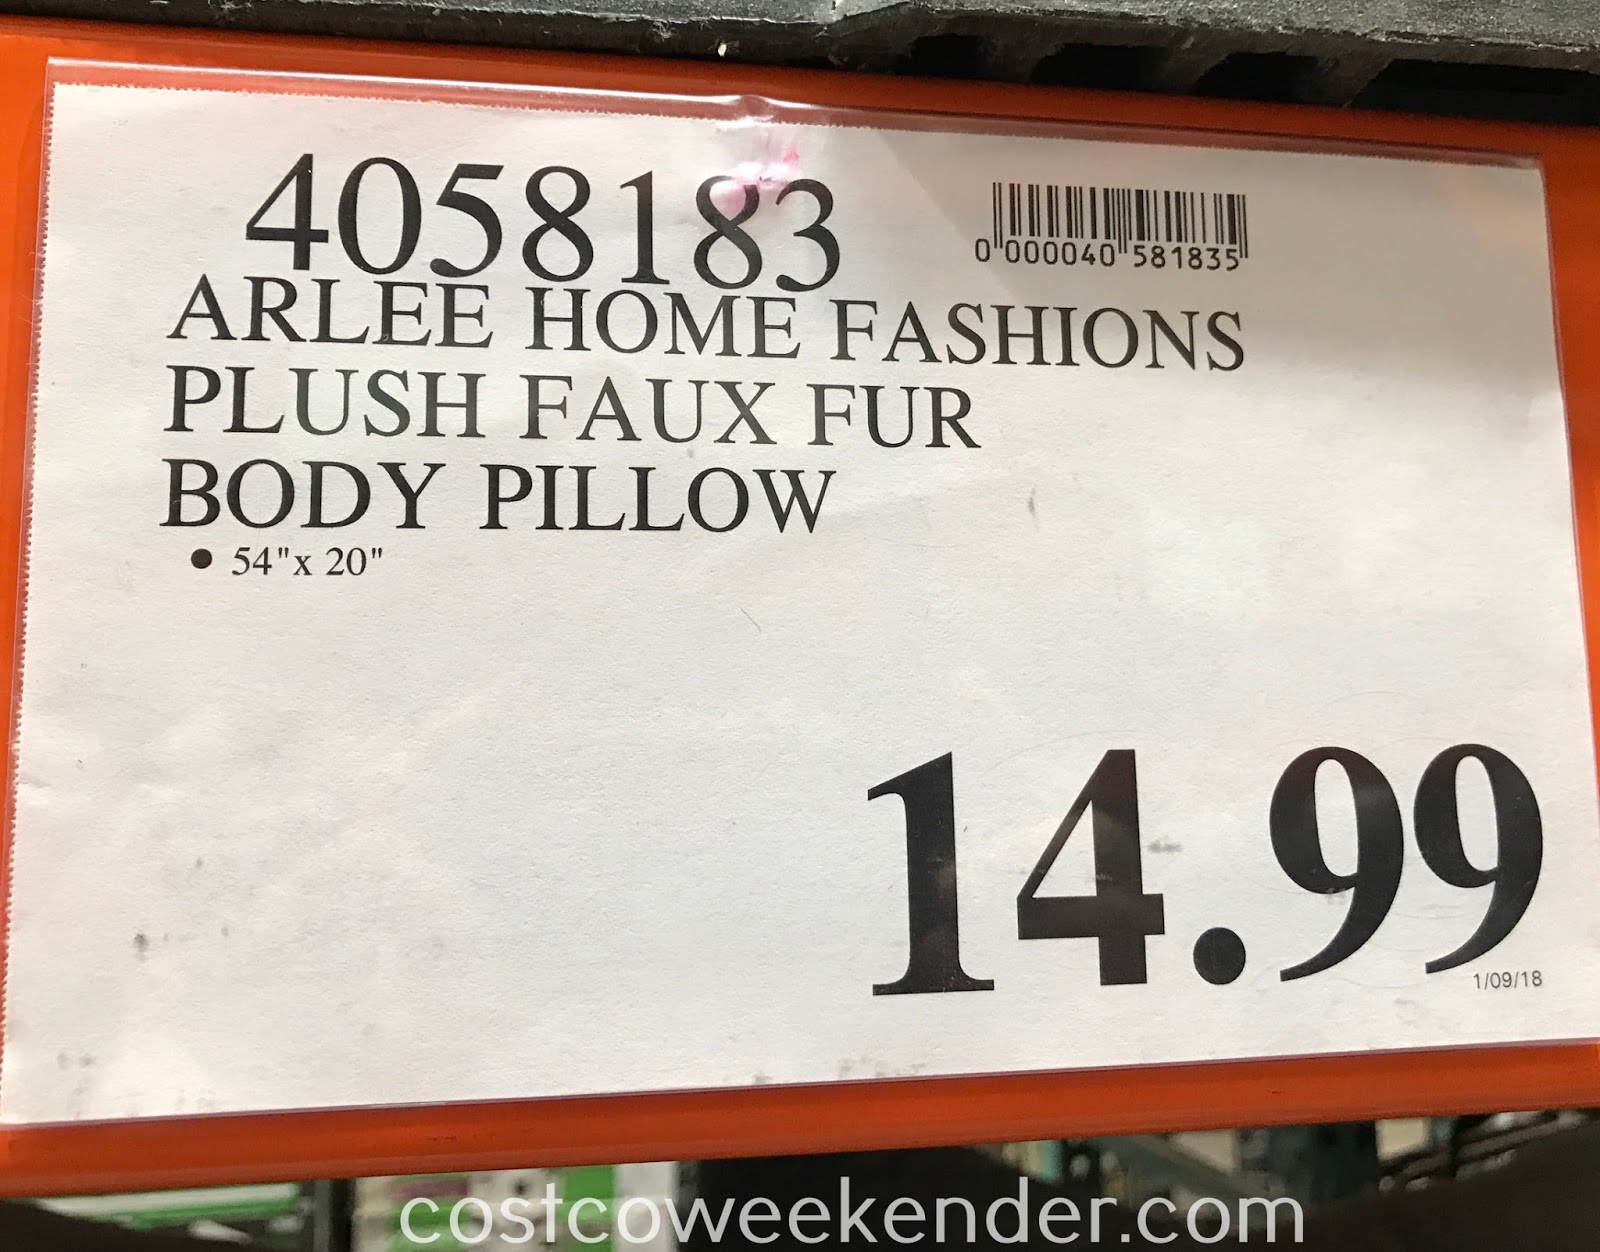 4058183
0 000040 581835
ARLEE HOME FASHIONS
PLUSH FAUX FUR
BODY PILLOW
• 54"x 20"
14.99
1/09/18
costcoweekender.com